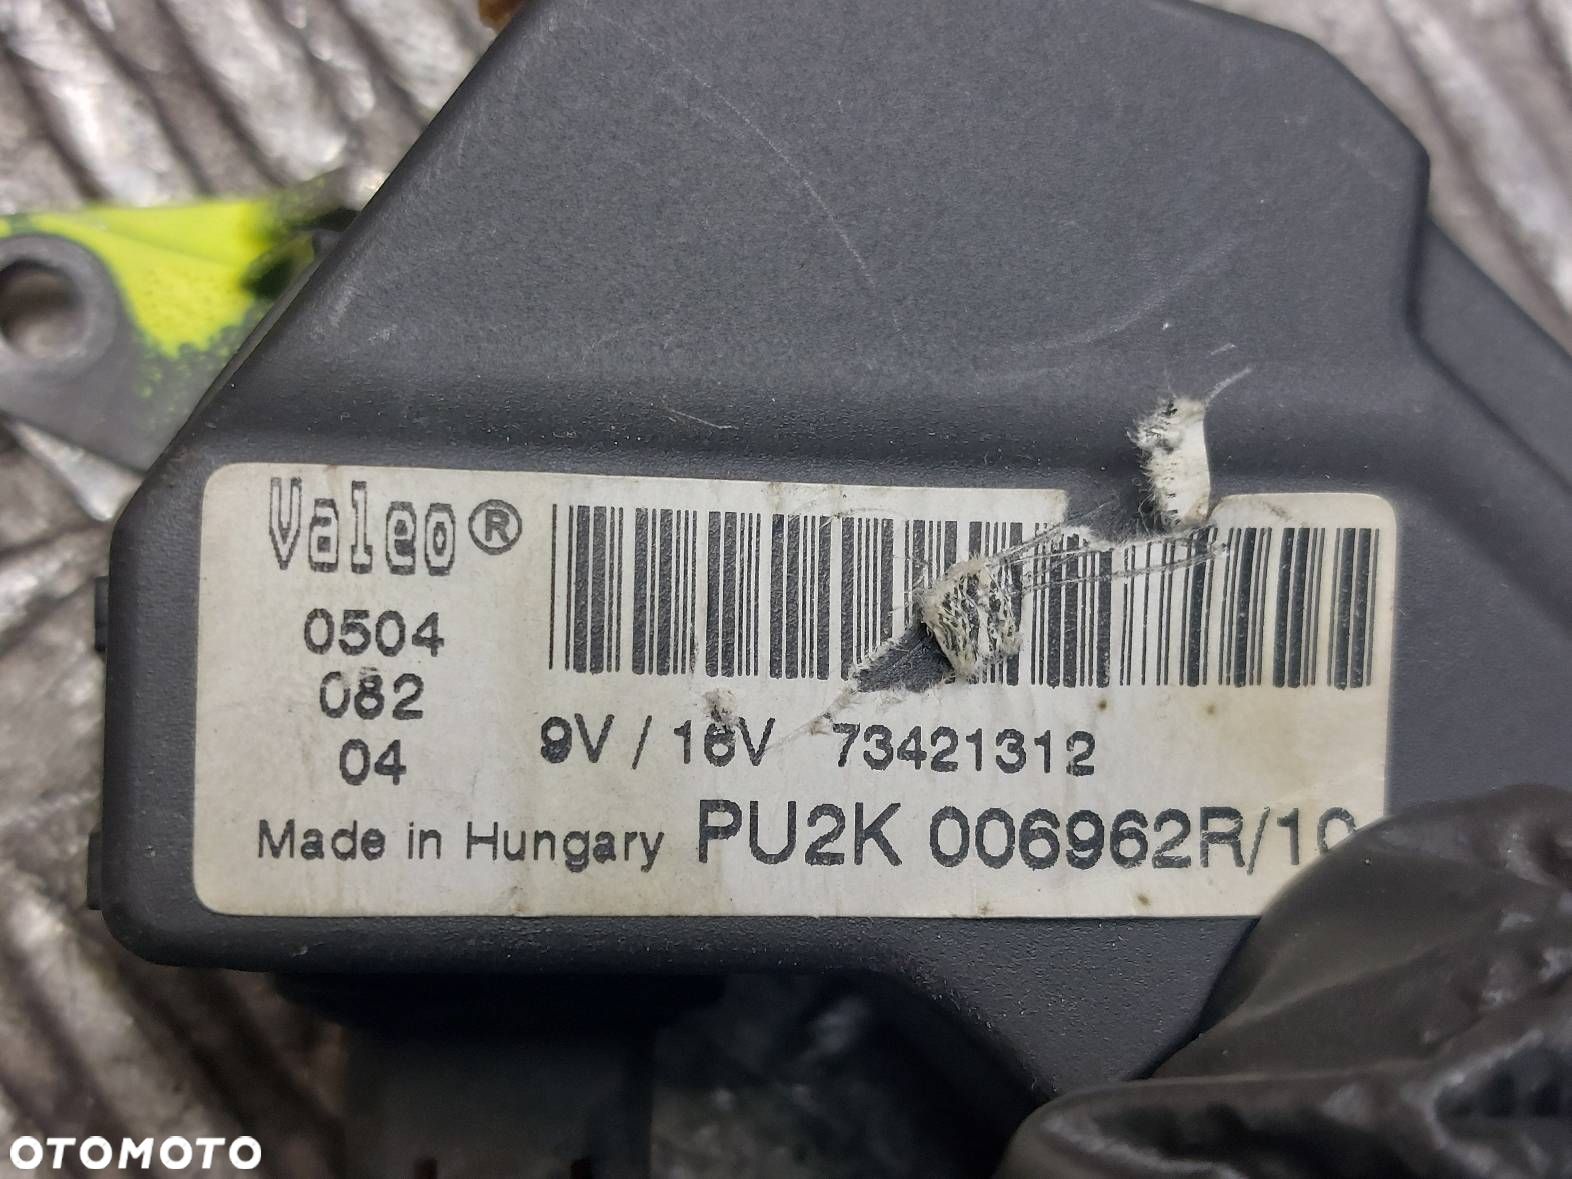 Valeo®
0504
082
04
9V / 16V 73421312
Made in Hungary PU2K 006962R/10
OTOMOTO